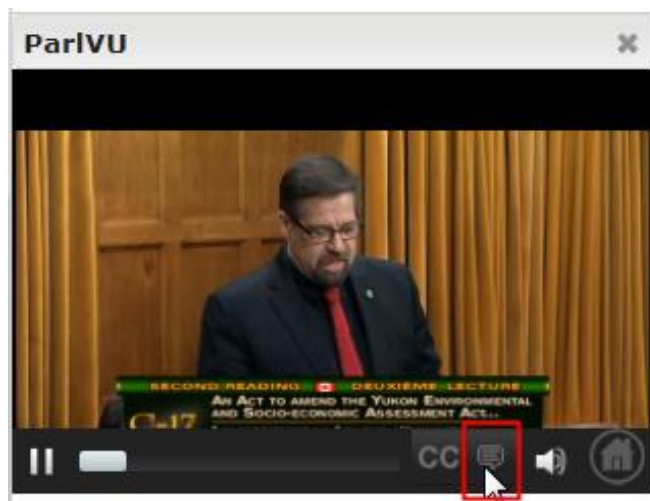 ParlVU
SECOND READING DEUXIÈME LECTURE
C-17
AN ACT TO AMEND THE YUKON ENVIRONMENTAL
AND SOCIO-ECONOMIC ASSESSMENT ACT...
CC